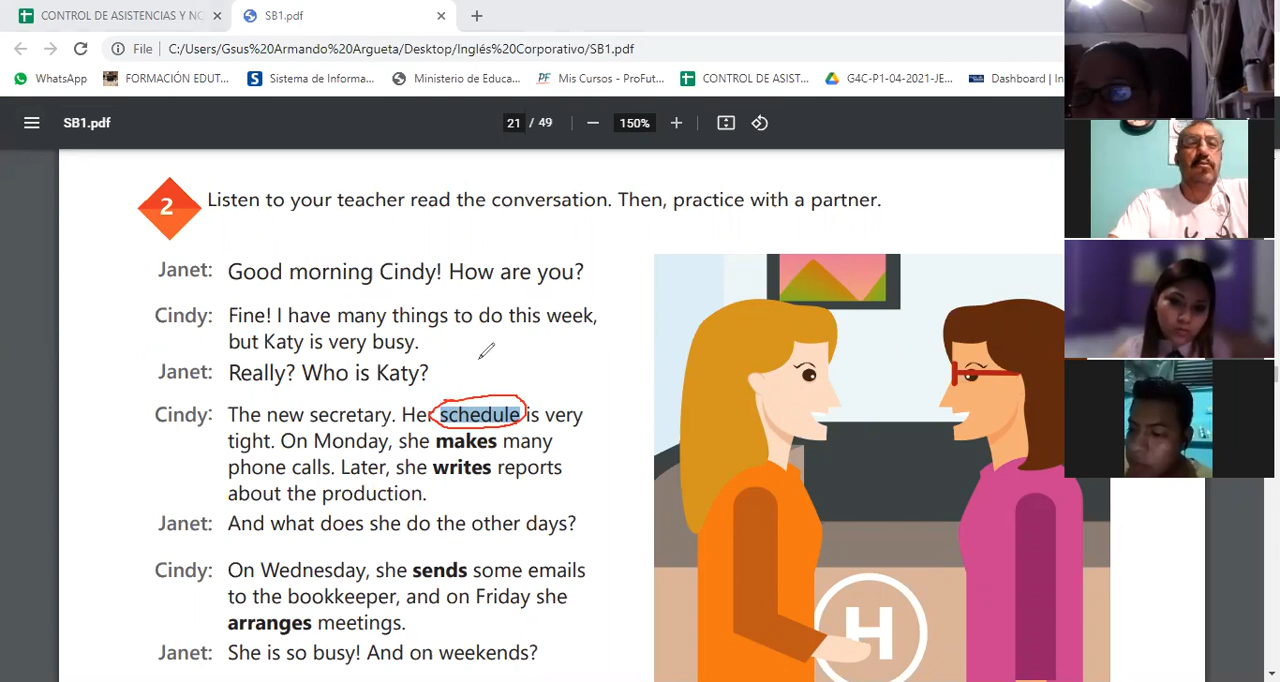 CONTROL DE ASISTENCIAS Y NO
SB1.pdf
File
C:/Users/Gsus%20Armando%20Argueta/Desktop/Inglés%20Corporativo/SB1.pdf
WhatsApp
FORMACIÓN EDUT...
Sistema de Informa...
Ministerio de Educa...
PF
Mis Cursos - ProFut...
CONTROL DE ASIST...
G4C-P1-04-2021-JE...
Dashboard | In
SB1.pdf
21 / 49
150%
2
Listen to your teacher read the conversation. Then, practice with a partner.
Janet: Good morning Cindy! How are you?
Cindy: Fine! I have many things to do this week,
but Katy is very busy.
Janet: Really? Who is Katy?
Cindy: The new secretary. Her schedule is very
tight. On Monday, she makes many
phone calls. Later, she writes reports
about the production.
Janet: And what does she do the other days?
Cindy: On Wednesday, she sends some emails
to the bookkeeper, and on Friday she
arranges meetings.
Janet: She is so busy! And on weekends?
H